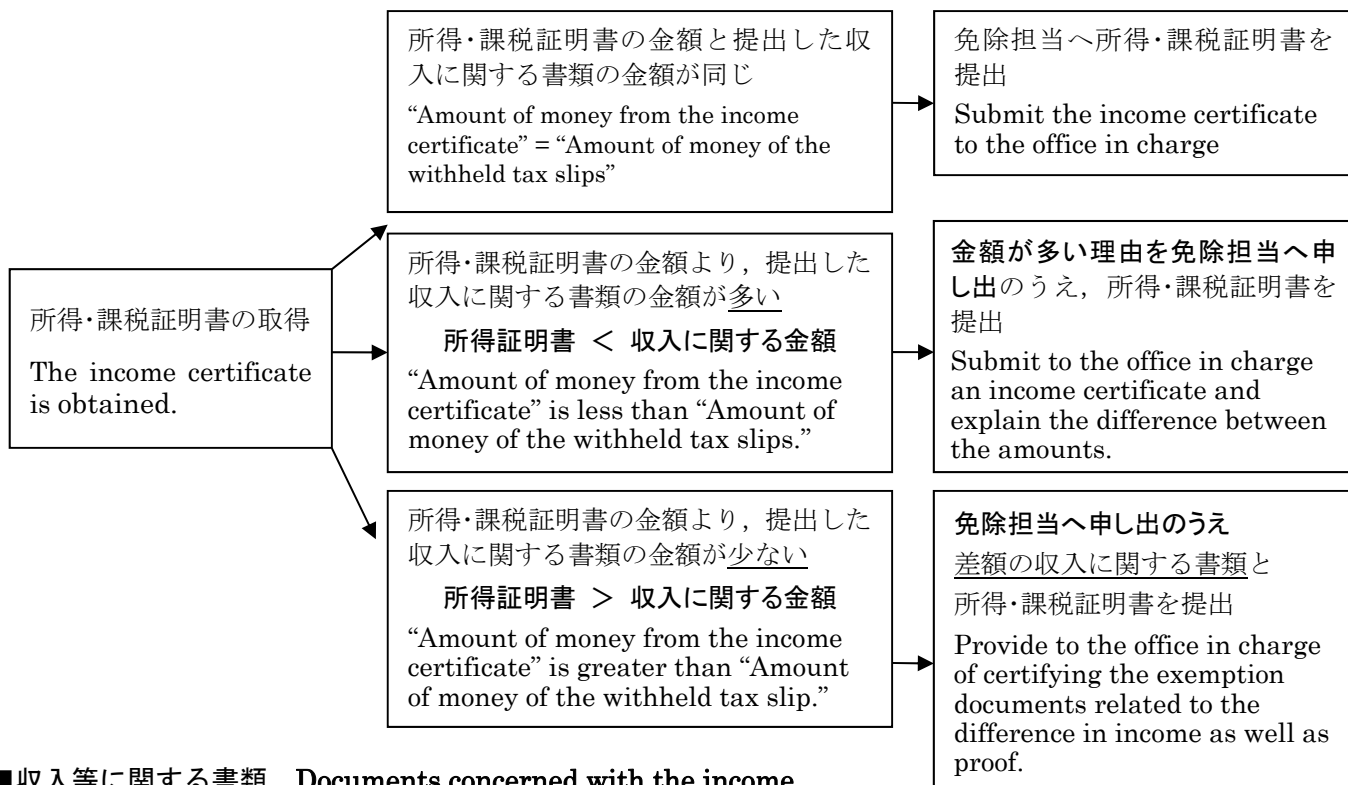 所得･課税証明書の金額と提出した収
入に関する書類の金額が同じ
“Amount of money from the income
certificate” = “Amount of money of the
withheld tax slips”
免除担当へ所得･課税証明書を
提出
Submit the income certificate
to the office in charge
所得･課税証明書の取得
The income certificate
is obtained.
所得･課税証明書の金額より，提出した
収入に関する書類の金額が多い
所得証明書 ＜ 収入に関する金額
“Amount of money from the income
certificate” is less than “Amount of
money of the withheld tax slips.”
金額が多い理由を免除担当へ申
し出のうえ，所得･課税証明書を
提出
Submit to the office in charge
an income certificate and
explain the difference between
the amounts.
所得･課税証明書の金額より，提出した
収入に関する書類の金額が少ない
所得証明書 ＞ 収入に関する金額
“Amount of money from the income
certificate” is greater than “Amount
of money of the withheld tax slip.”
免除担当へ申し出のうえ
差額の収入に関する書類と
所得･課税証明書を提出
Provide to the office in charge
of certifying the exemption
documents related to the
difference in income as well as
proof.
■収入等に関する書類 Documents concerned with the income